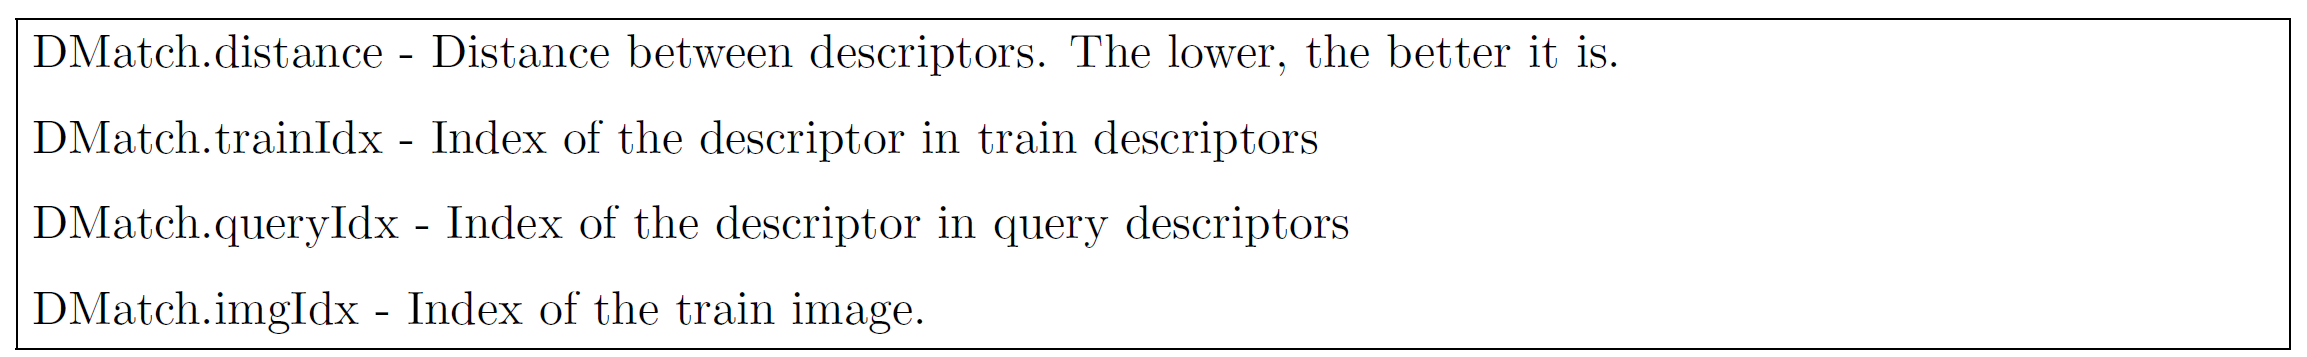 DMatch.distance - Distance between descriptors. The lower, the better it is.
DMatch.trainIdx - Index of the descriptor in train descriptors
DMatch.queryIdx - Index of the descriptor in query descriptors
DMatch.imgIdx - Index of the train image.